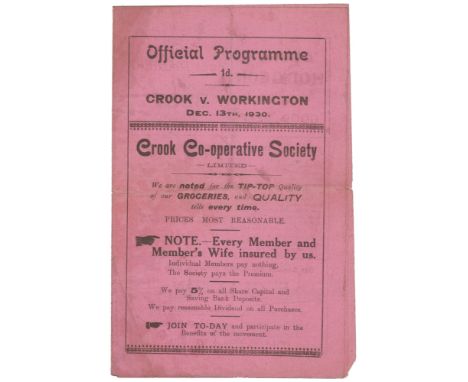 Official Programme
1d.
CROOK v. WORKINGTON
DEC. 13TH, 1930.
Crook Co-operative Society
—LIMITED—
We are noted for the TIP-TOP Quality
of our GROCERIES, and QUALITY
tells every time.
PRICES MOST REASONABLE.
NOTE.—Every Member and
Member's Wife insured by us.
Individual Members pay nothing,
The Society pays the Premium.
We pay 5% on all Share Capital and
Saving Bank Deposits.
We pay reasonable Dividend on all Purchases.
JOIN TO-DAY and participate in the
Benefits of the movement.